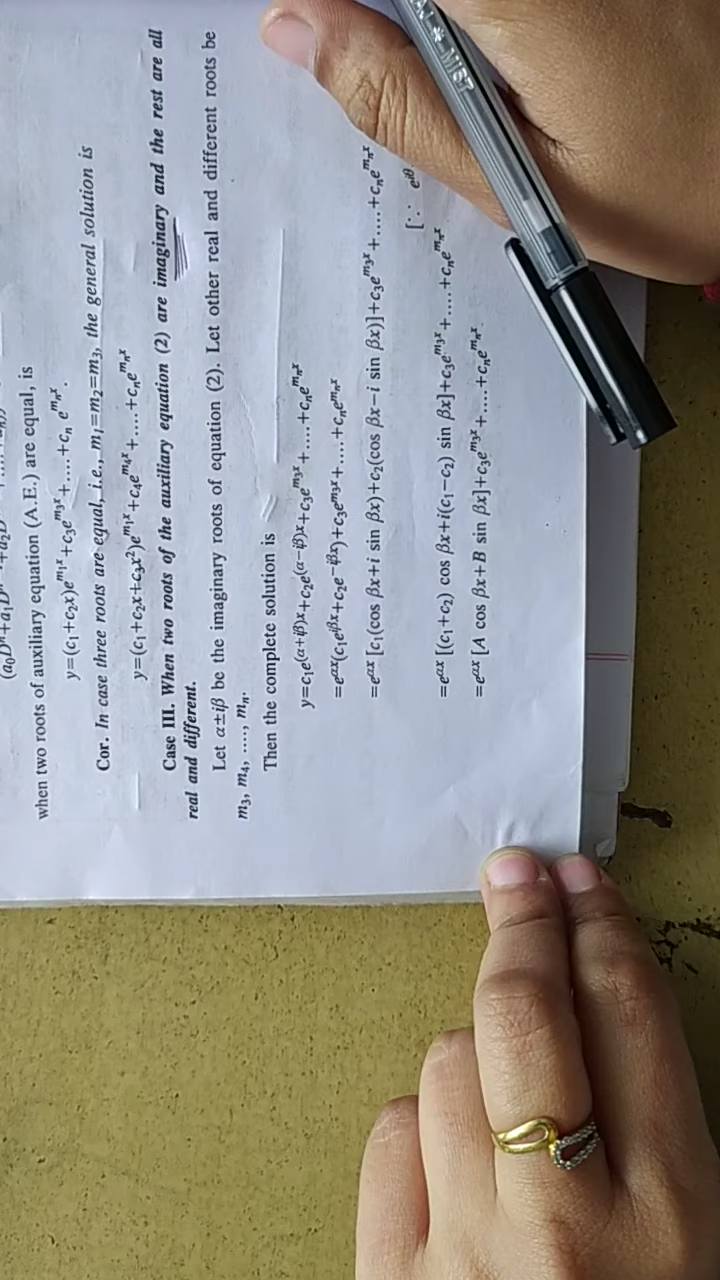 (a₀Dⁿ+a₁Dⁿ
when two roots of auxiliary equation (A.E.) are equal, is
y=(c₁+c₂x)e^{m₁x}+c₃e^{m₃x}+....+cₙ e^{mₙx}.
Cor. In case three roots are equal, i.e., m₁=m₂=m₃, the general solution is
y=(c₁+c₂x+c₃x²)e^{m₁x}+c₄e^{m₄x}+....+cₙe^{mₙx}
Case III. When two roots of the auxiliary equation (2) are imaginary and the rest are all
real and different.
Let α±iβ be the imaginary roots of equation (2). Let other real and different roots be
m₃, m₄, ...., mₙ.
Then the complete solution is
y=c₁e^{(α+iβ)x}+c₂e^{(α−iβ)x}+c₃e^{m₃x}+....+cₙe^{mₙx}
=e^{αx}(c₁e^{iβx}+c₂e^{−iβx})+c₃e^{m₃x}+....+cₙe^{mₙx}
=e^{αx} [c₁(cos βx+i sin βx)+c₂(cos βx−i sin βx)]+c₃e^{m₃x}+....+cₙe^{mₙx}
[∵ e^{iθ}
=e^{αx} [(c₁+c₂) cos βx+i(c₁−c₂) sin βx]+c₃e^{m₃x}+....+cₙe^{mₙx}
=e^{αx} [A cos βx+B sin βx]+c₃e^{m₃x}+....+cₙe^{mₙx}.